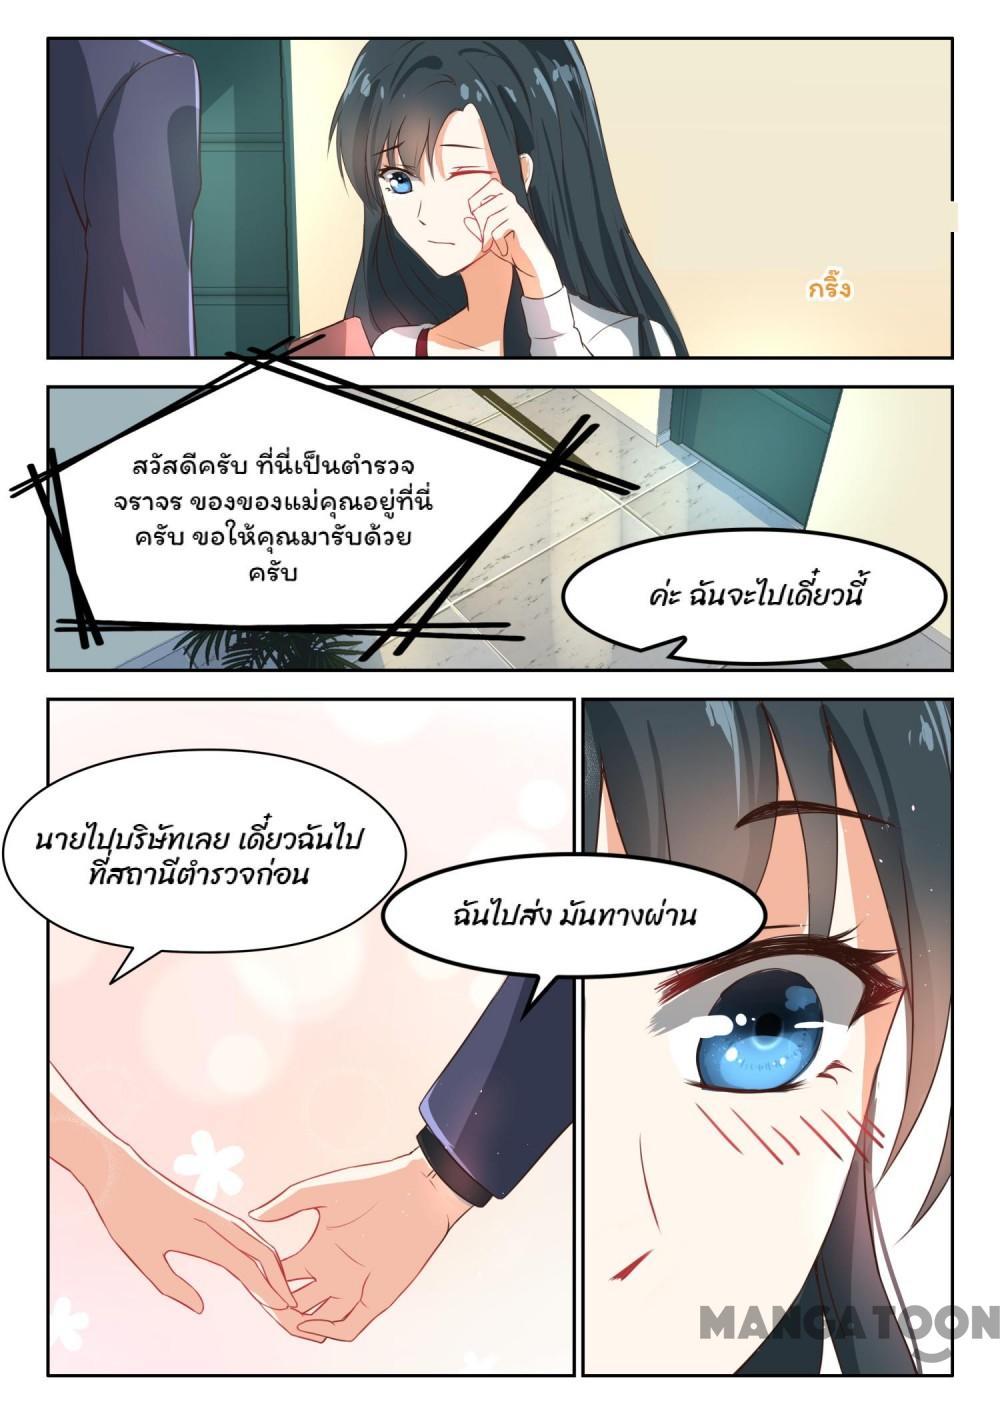 กริ๊ง
สวัสดีครับ ที่นี่เป็นตำรวจ
จราจร ของของแม่คุณอยู่ที่นี่
ครับ ขอให้คุณมารับด้วย
ครับ
ค่ะ ฉันจะไปเดี๋ยวนี้
นายไปบริษัทเลย เดี๋ยวฉันไป
ที่สถานีตำรวจก่อน
ฉันไปส่ง มันทางผ่าน
MANGATOON